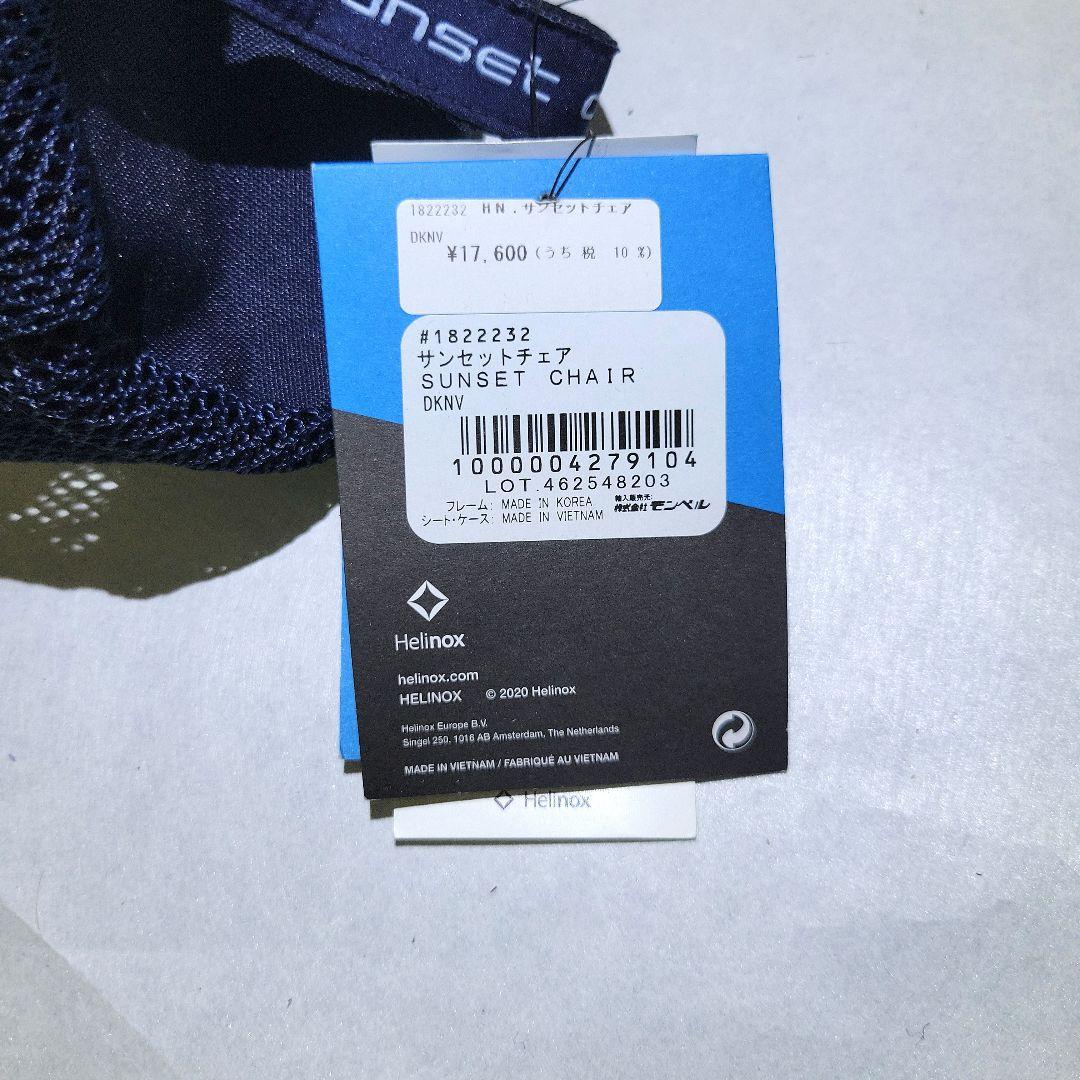 unset
1822232 HN.サンセットチェア
DKNV
¥17,600(うち 税 10 %)
#1822232
サンセットチェア
SUNSET CHAIR
DKNV
1000004279104
LOT.462548203
フレーム: MADE IN KOREA
シート・ケース: MADE IN VIETNAM
輸入販売元:
株式会社 モンベル
Helinox
helinox.com
HELINOX © 2020 Helinox
Helinox Europe B.V.
Singel 250, 1016 AB Amsterdam, The Netherlands
MADE IN VIETNAM / FABRIQUÉ AU VIETNAM
Helinox